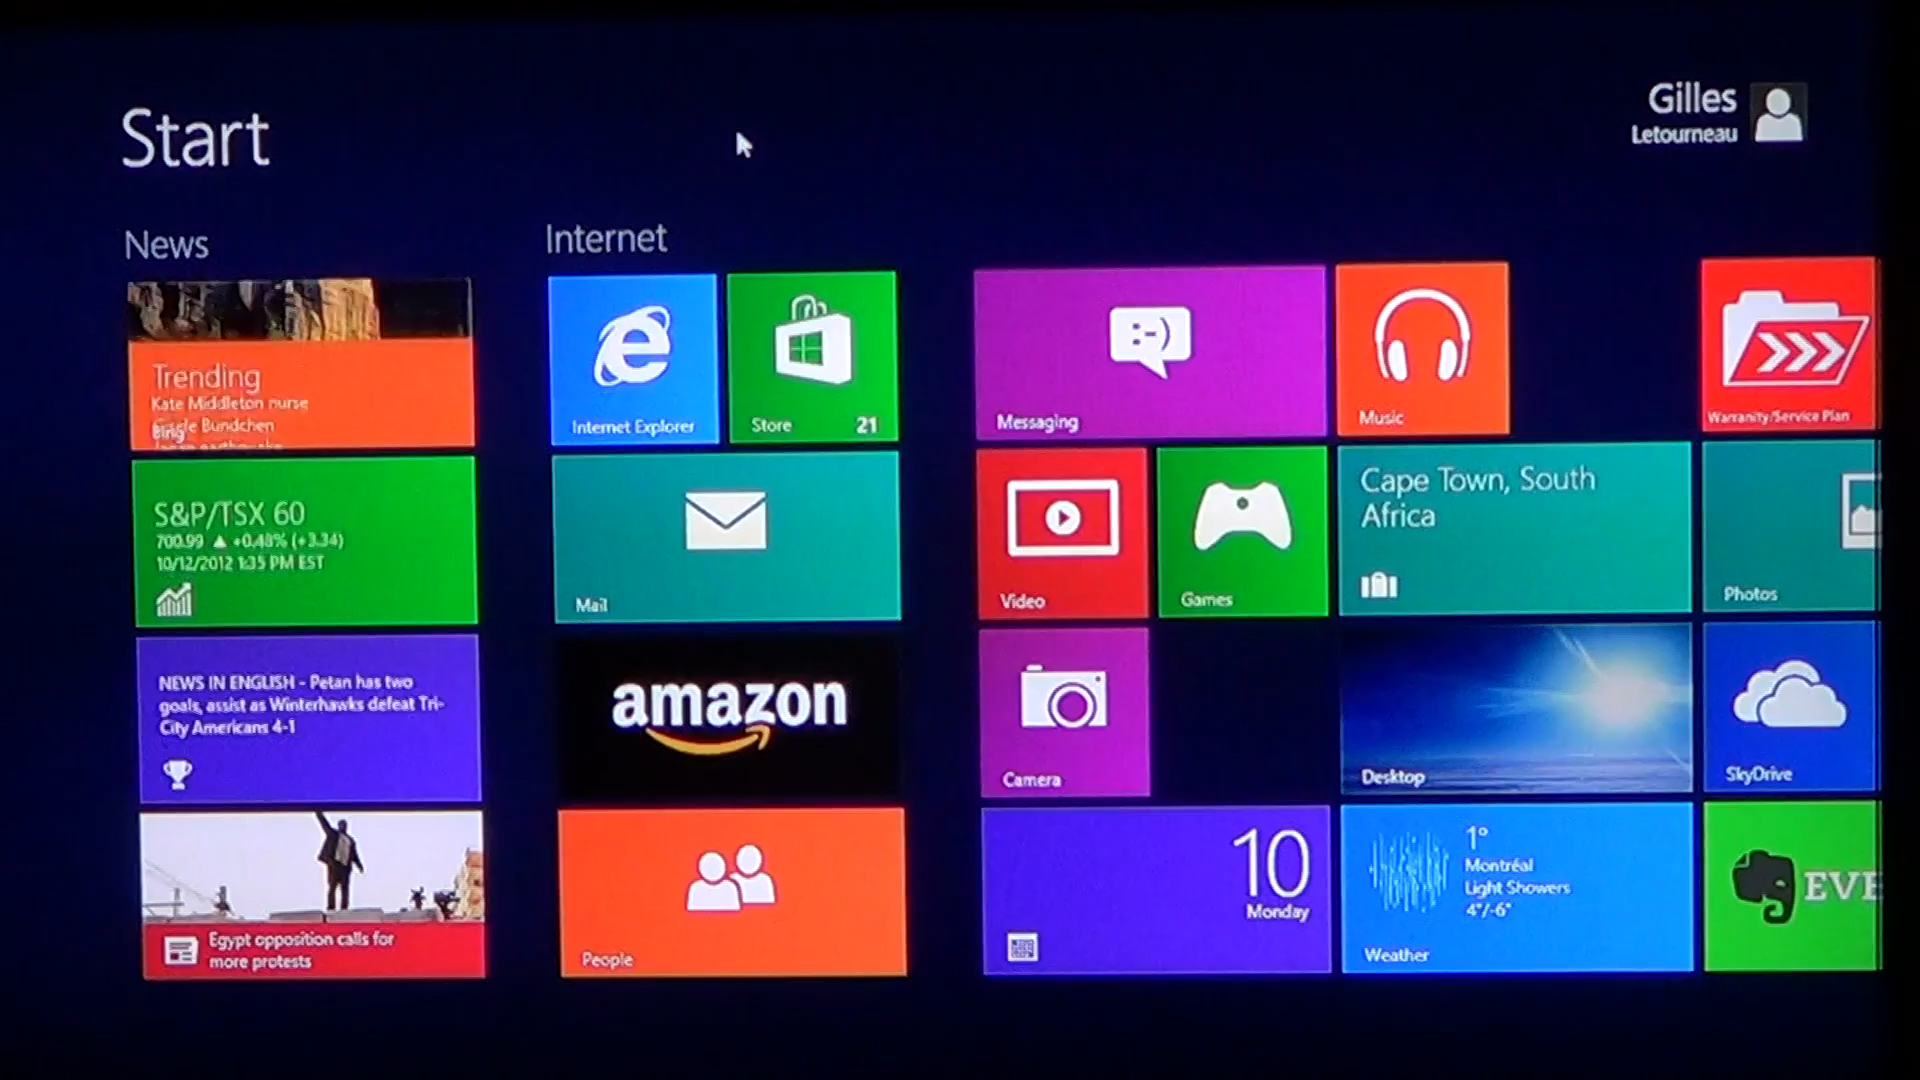 Start
Gilles
Letourneau
News
Internet
Trending
Kate Middleton nurse
Gisele Bundchen
Bing
S&P/TSX 60
700.99 ▲ +0.48% (+3.34)
10/12/2012 1:35 PM EST
NEWS IN ENGLISH - Petan has two
goals, assist as Winterhawks defeat Tri-
City Americans 4-1
Egypt opposition calls for
more protests
Internet Explorer
Store 21
Mail
amazon
People
Messaging
Music
Video
Games
Cape Town, South
Africa
Camera
Desktop
10
Monday
1°
Montréal
Light Showers
4°/-6°
Weather
Warranty/Service Plan
Photos
SkyDrive
EVE